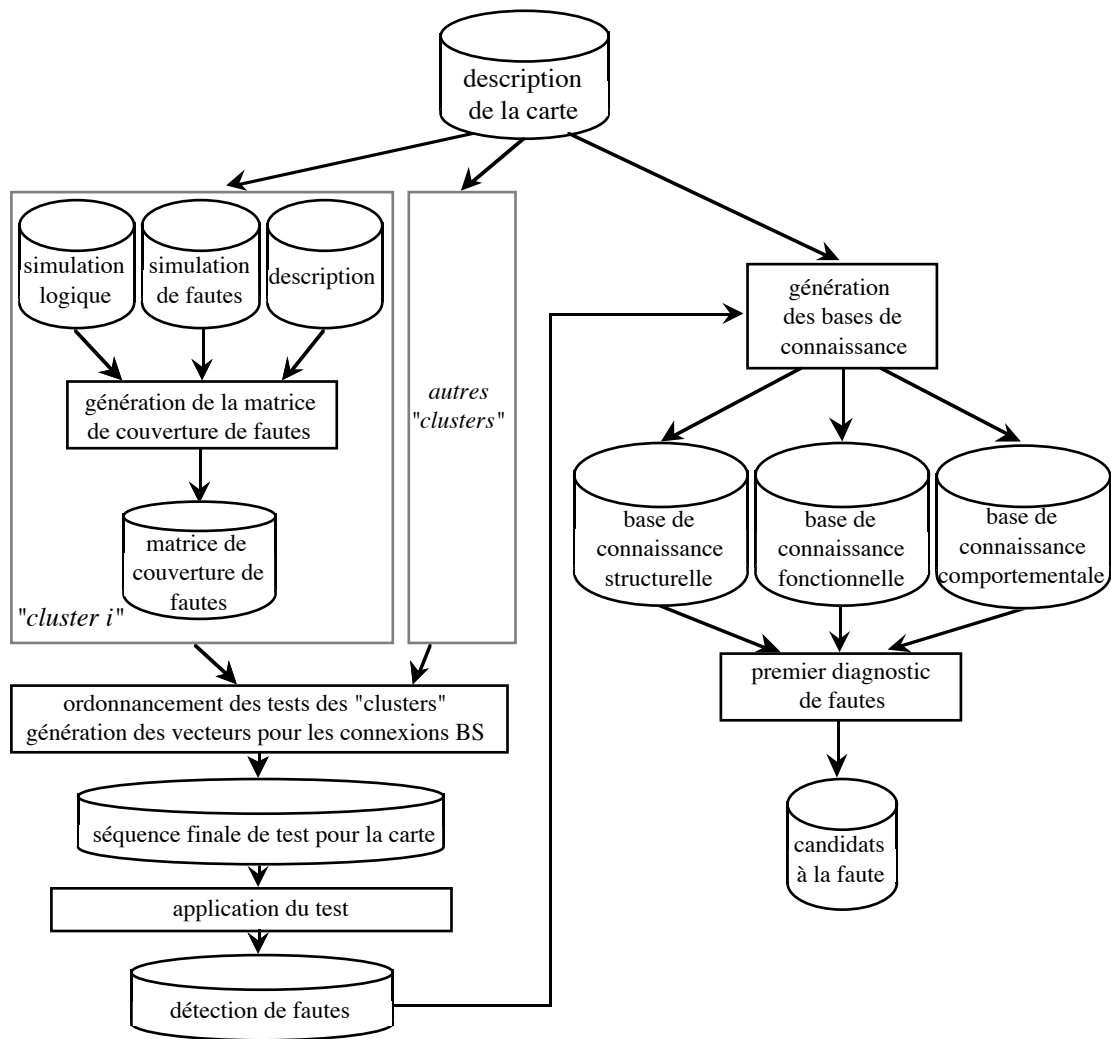 description
de la carte
simulation
logique
simulation
de fautes
description
génération de la matrice
de couverture de fautes
matrice de
couverture de
fautes
"cluster i"
autres
"clusters"
ordonnancement des tests des "clusters"
génération des vecteurs pour les connexions BS
séquence finale de test pour la carte
application du test
détection de fautes
génération
des bases de
connaissance
base de
connaissance
structurelle
base de
connaissance
fonctionnelle
base de
connaissance
comportementale
premier diagnostic
de fautes
candidats
à la faute